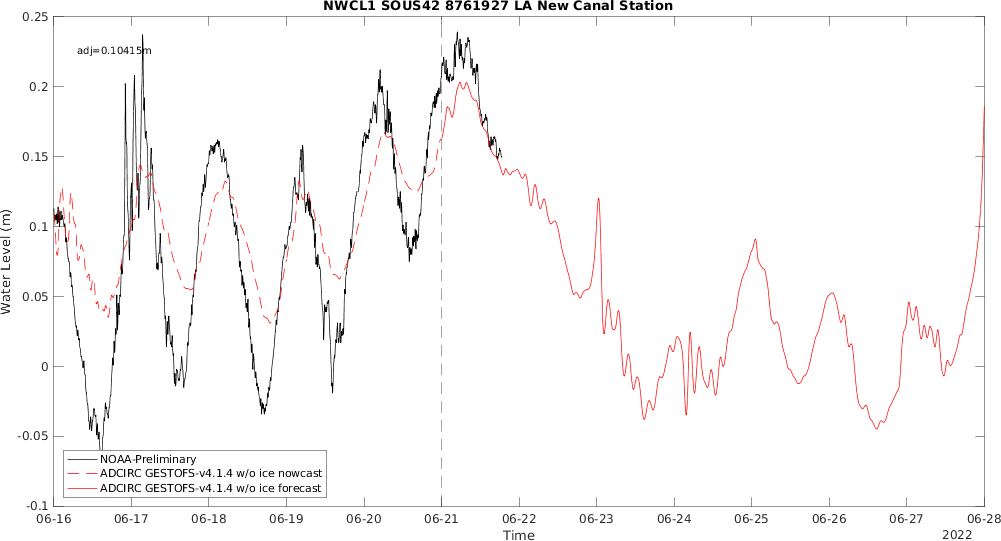 NWCL1 SOUS42 8761927 LA New Canal Station
0.25
adj=0.10415m
0.2
0.15
0.1
0.05
0
-0.05
-0.1
Water Level (m)
NOAA-Preliminary
ADCIRC GESTOFS-v4.1.4 w/o ice nowcast
ADCIRC GESTOFS-v4.1.4 w/o ice forecast
06-16 06-17 06-18 06-19 06-20 06-21 06-22 06-23 06-24 06-25 06-26 06-27 06-28
Time
2022